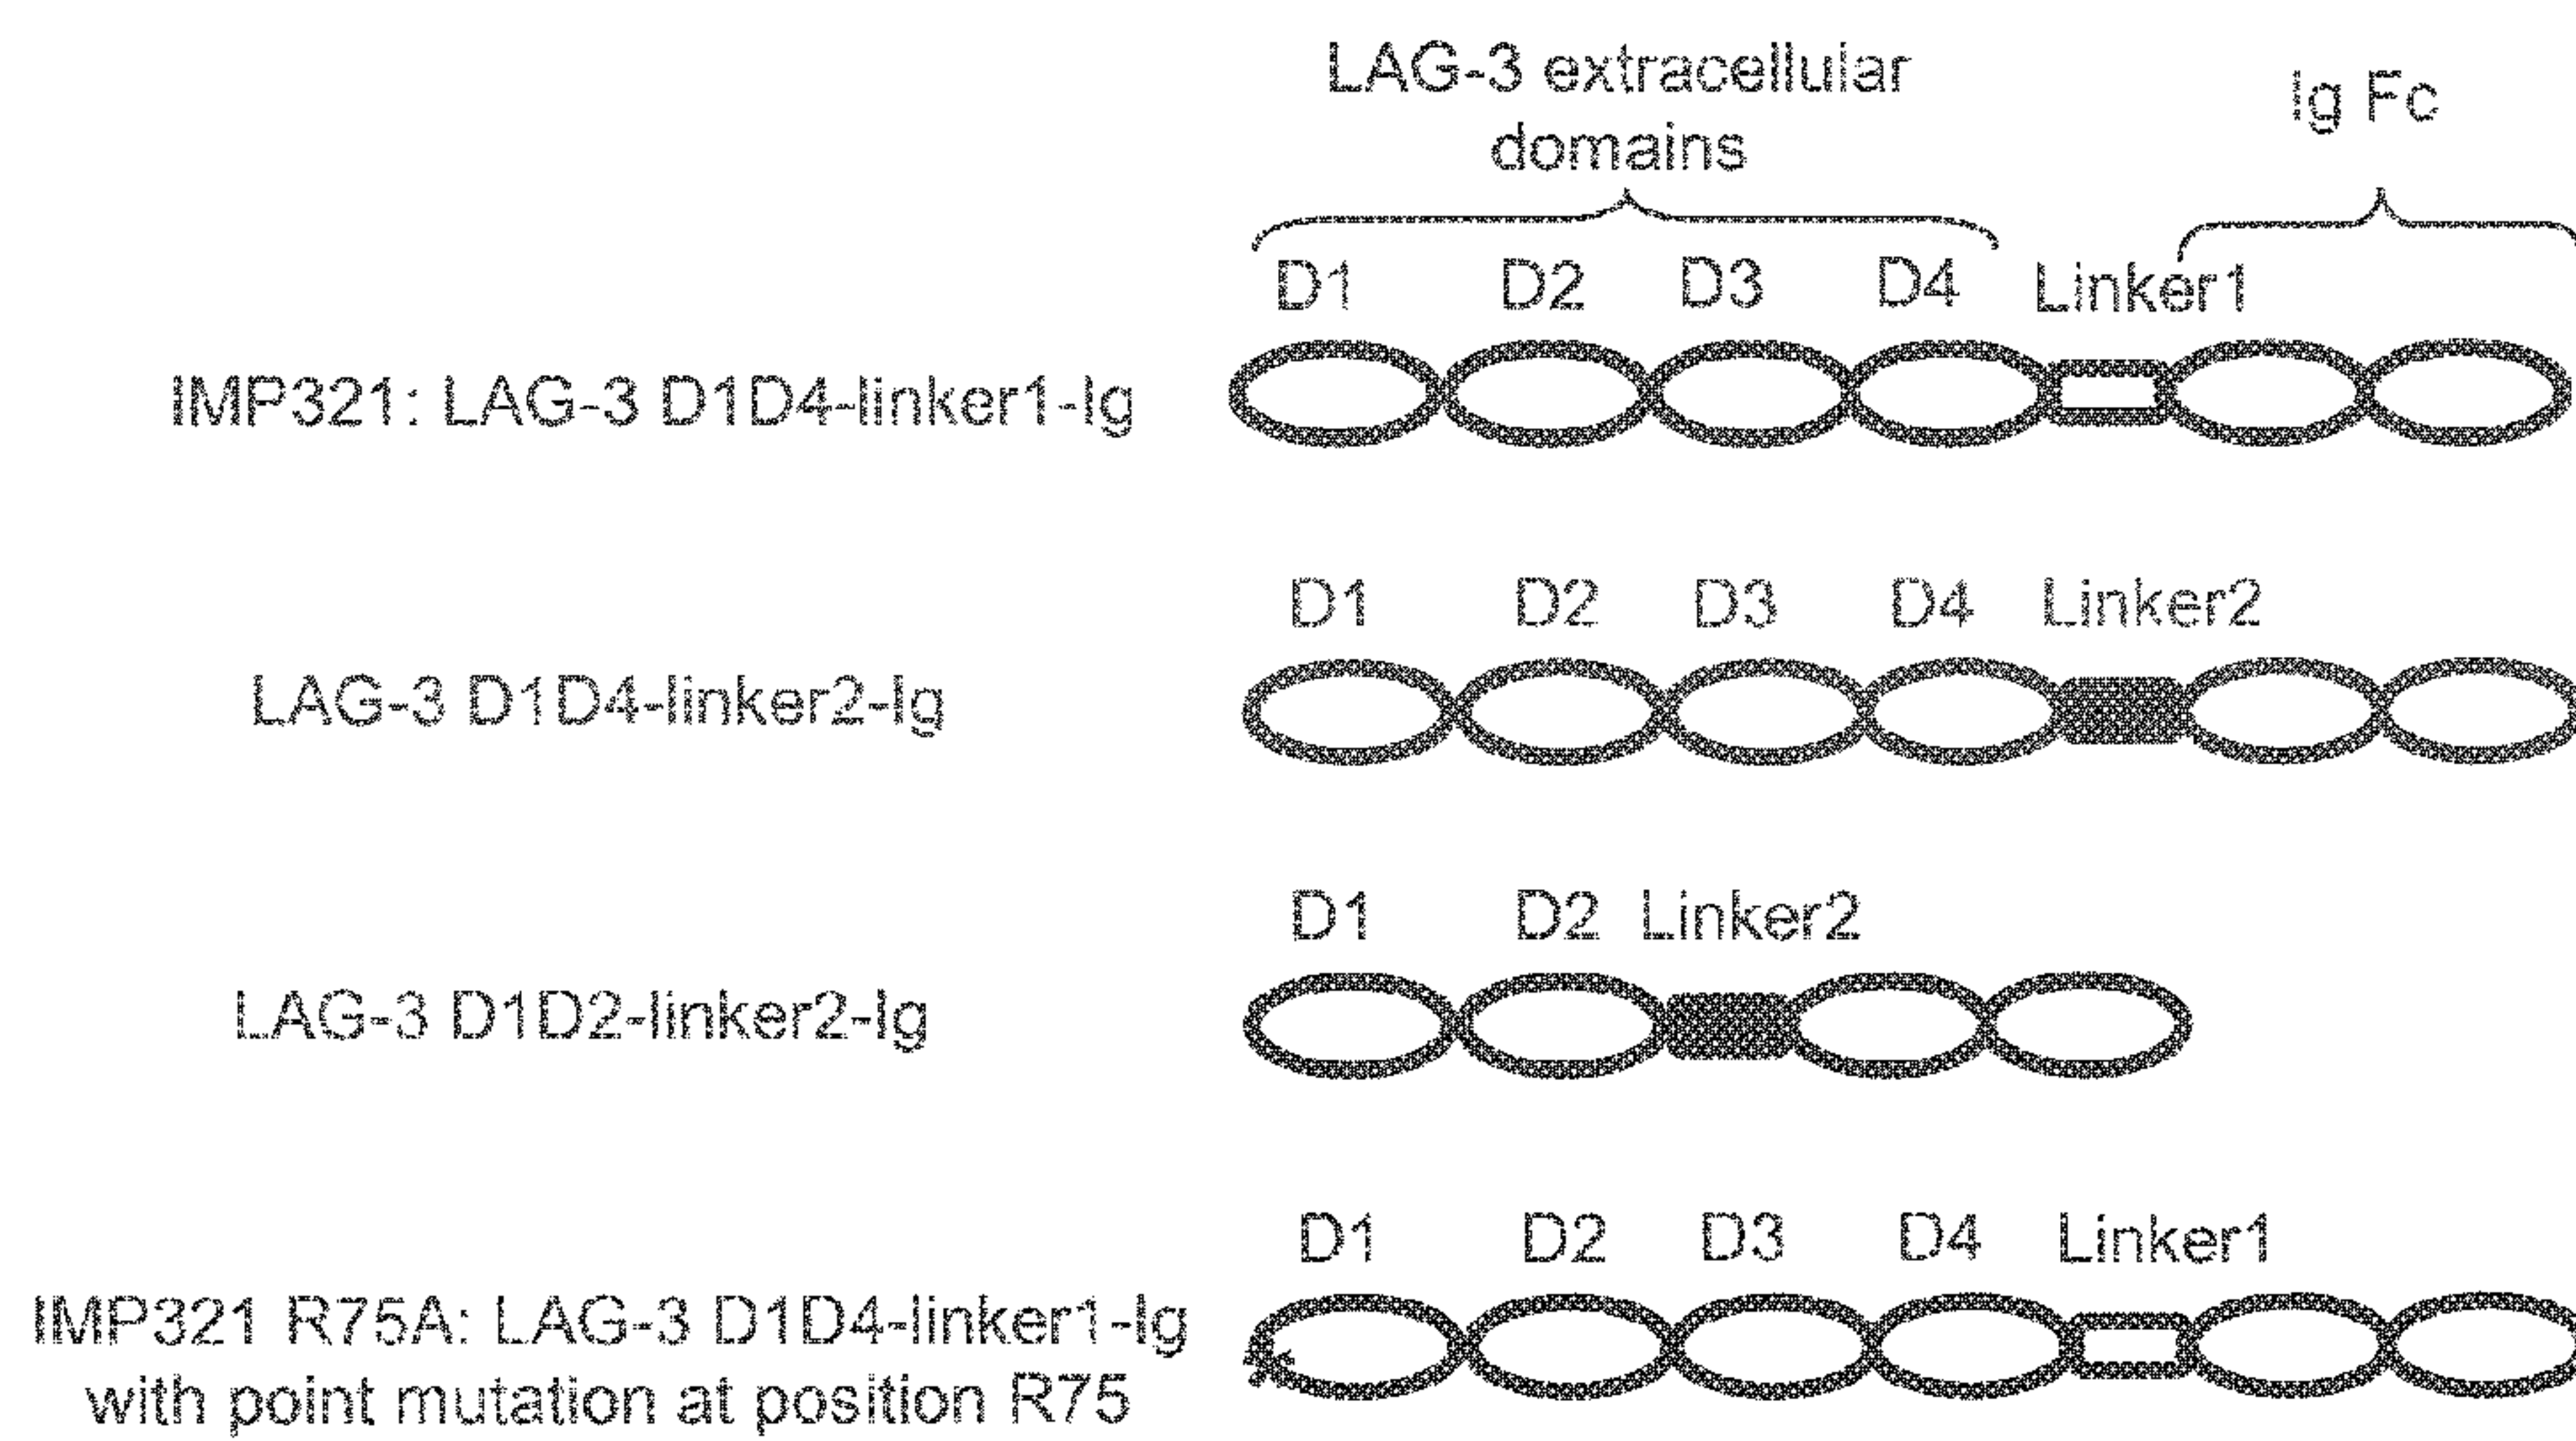 LAG-3 extracellular
domains
Ig Fc
D1 D2 D3 D4 Linker1
IMP321: LAG-3 D1D4-linker1-Ig
D1 D2 D3 D4 Linker2
LAG-3 D1D4-linker2-Ig
D1 D2 Linker2
LAG-3 D1D2-linker2-Ig
D1 D2 D3 D4 Linker1
IMP321 R75A: LAG-3 D1D4-linker1-Ig
with point mutation at position R75